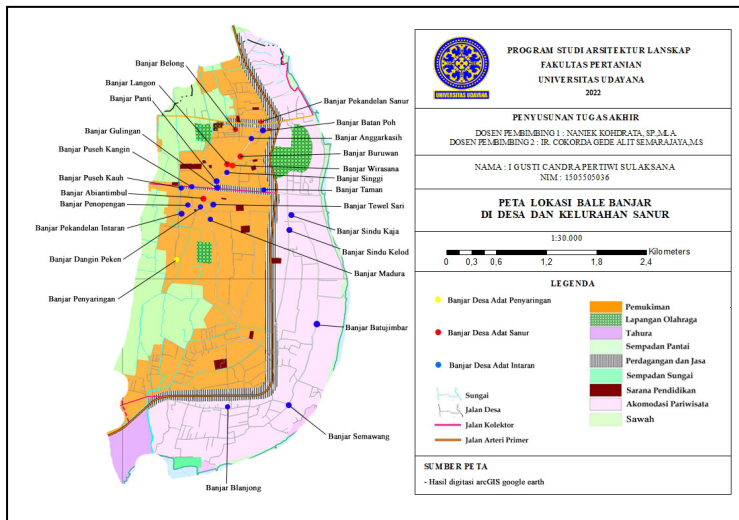 Banjar Belong
Banjar Langon
Banjar Panti
Banjar Gulingan
Banjar Puseh Kangin
Banjar Puseh Kauh
Banjar Abiantimbul
Banjar Penopengan
Banjar Pekandelan Intaran
Banjar Dangin Peken
Banjar Penyaringan
Banjar Pekandelan Sanur
Banjar Batan Poh
Banjar Anggarkasih
Banjar Buruwan
Banjar Wirasana
Banjar Singgi
Banjar Taman
Banjar Tewel Sari
Banjar Sindu Kaja
Banjar Sindu Kelod
Banjar Madura
Banjar Batujimbar
Banjar Semawang
Banjar Blanjong
UNIVERSITAS UDAYANA
PROGRAM STUDI ARSITEKTUR LANSKAP
FAKULTAS PERTANIAN
UNIVERSITAS UDAYANA
2022
PENYUSUNAN TUGAS AKHIR
DOSEN PEMBIMBING 1 : NANIEK KOHDRATA, SP.,M.L.A.
DOSEN PEMBIMBING 2 : IR. COKORDA GEDE ALIT SEMARAJAYA,M.S
NAMA : I GUSTI CANDRA PERTIWI SULAKSANA
NIM : 1505505036
PETA LOKASI BALE BANJAR
DI DESA DAN KELURAHAN SANUR
1:30.000
Kilometers
0 0,3 0,6 1,2 1,8 2,4
LEGENDA
Banjar Desa Adat Penyaringan
Banjar Desa Adat Sanur
Banjar Desa Adat Intaran
Sungai
Jalan Desa
Jalan Kolektor
Jalan Arteri Primer
Pemukiman
Lapangan Olahraga
Tahura
Sempadan Pantai
Perdagangan dan Jasa
Sempadan Sungai
Sarana Pendidikan
Akomodasi Pariwisata
Sawah
SUMBER PETA
- Hasil digitasi arcGIS google earth